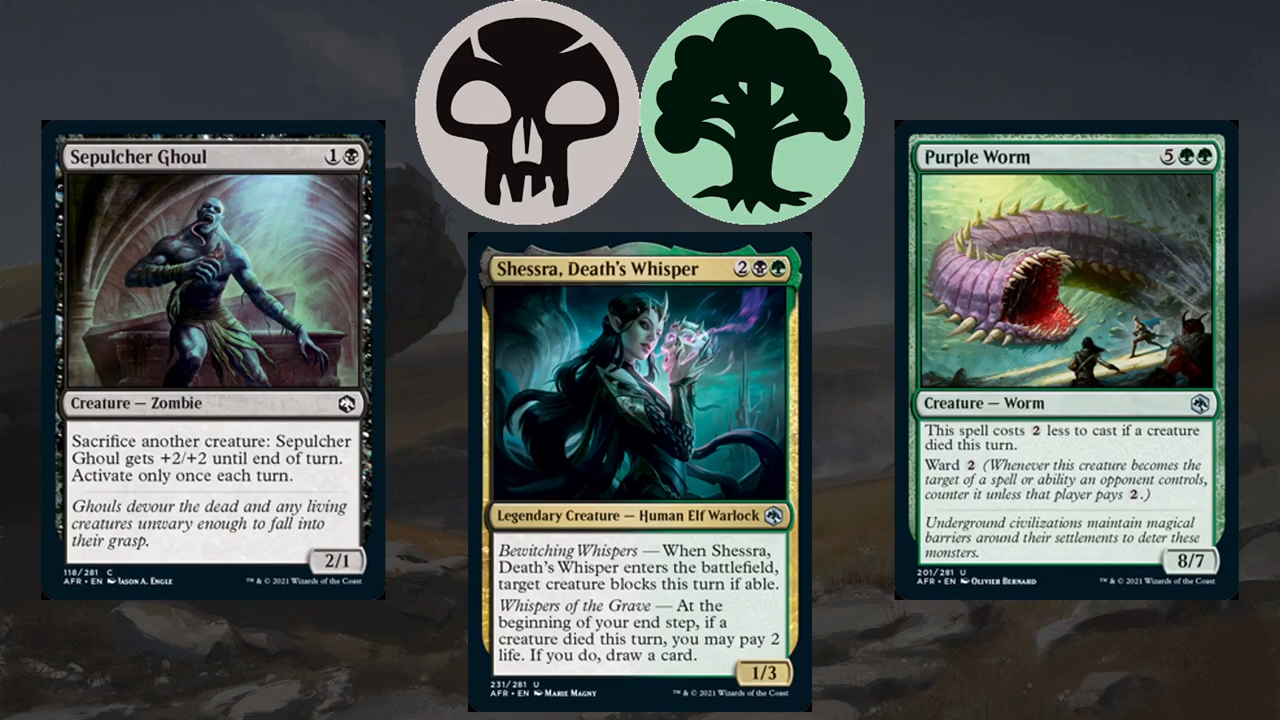 Sepulcher Ghoul 1
Creature — Zombie
Sacrifice another creature: Sepulcher
Ghoul gets +2/+2 until end of turn.
Activate only once each turn.
Ghouls devour the dead and any living
creatures unwary enough to fall into
their grasp.
2/1
118/281 C
AFR • EN Jason A. Engle ™ & © 2021 Wizards of the Coast
Shessra, Death's Whisper 2
Legendary Creature — Human Elf Warlock
Bewitching Whispers — When Shessra,
Death's Whisper enters the battlefield,
target creature blocks this turn if able.
Whispers of the Grave — At the
beginning of your end step, if a
creature died this turn, you may pay 2
life. If you do, draw a card.
1/3
231/281 U
AFR • EN Marie Magny ™ & © 2021 Wizards of the Coast
Purple Worm 5
Creature — Worm
This spell costs 2 less to cast if a creature
died this turn.
Ward 2 (Whenever this creature becomes the
target of a spell or ability an opponent controls,
counter it unless that player pays 2.)
Underground civilizations maintain magical
barriers around their settlements to deter these
monsters.
8/7
201/281 U
AFR • EN Olivier Bernard ™ & © 2021 Wizards of the Coast